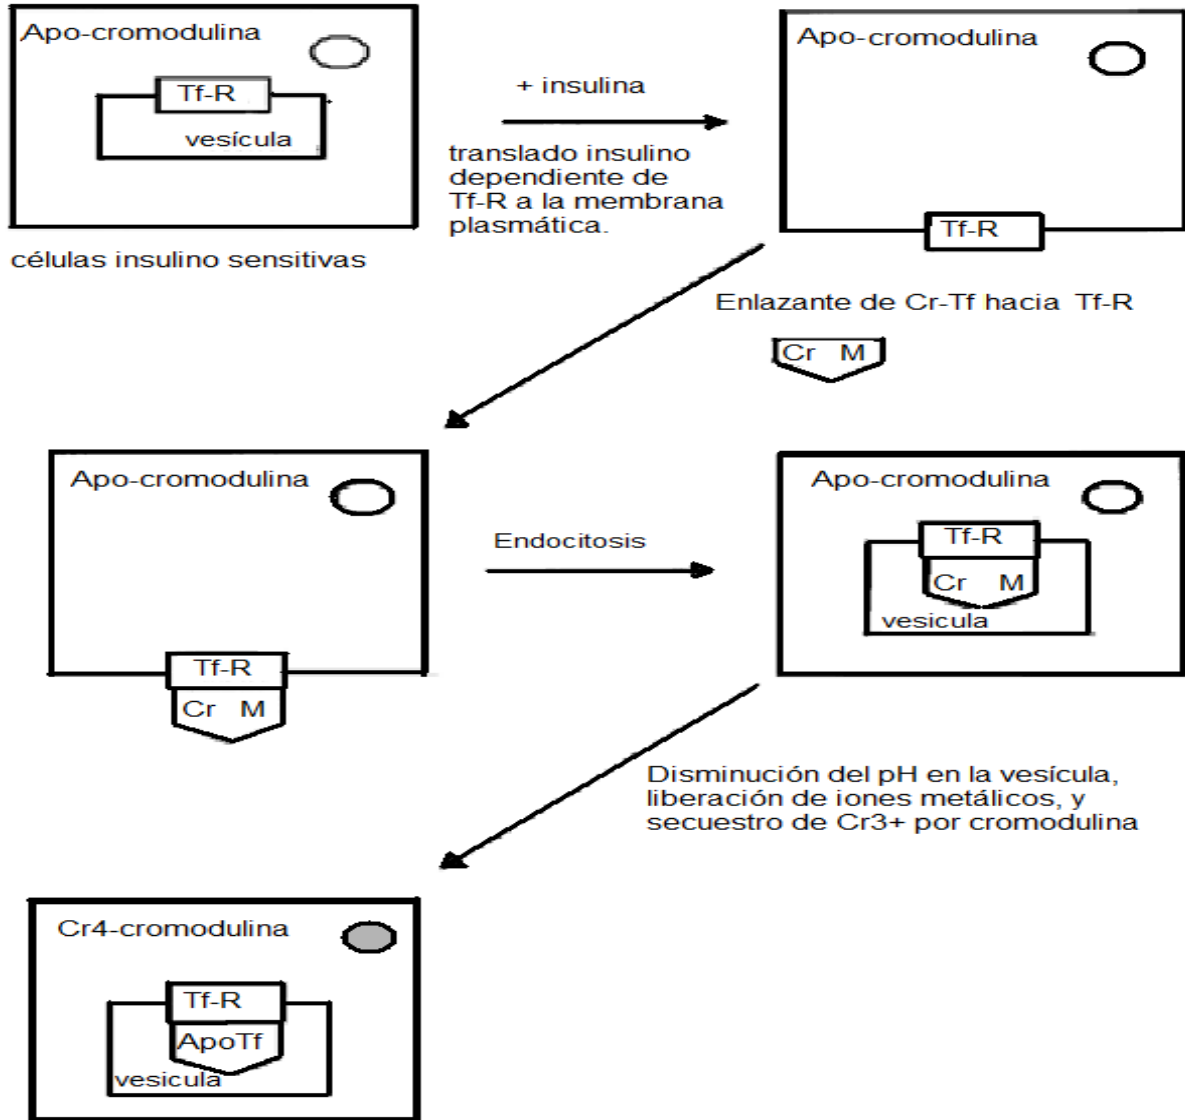 Apo-cromodulina
Tf-R
vesícula
células insulino sensitivas
+ insulina
translado insulino
dependiente de
Tf-R a la membrana
plasmática.
Apo-cromodulina
Tf-R
Enlazante de Cr-Tf hacia Tf-R
Cr M
Apo-cromodulina
Tf-R
Cr M
Endocitosis
Apo-cromodulina
Tf-R
Cr M
vesicula
Disminución del pH en la vesícula,
liberación de iones metálicos, y
secuestro de Cr3+ por cromodulina
Cr4-cromodulina
Tf-R
ApoTf
vesicula